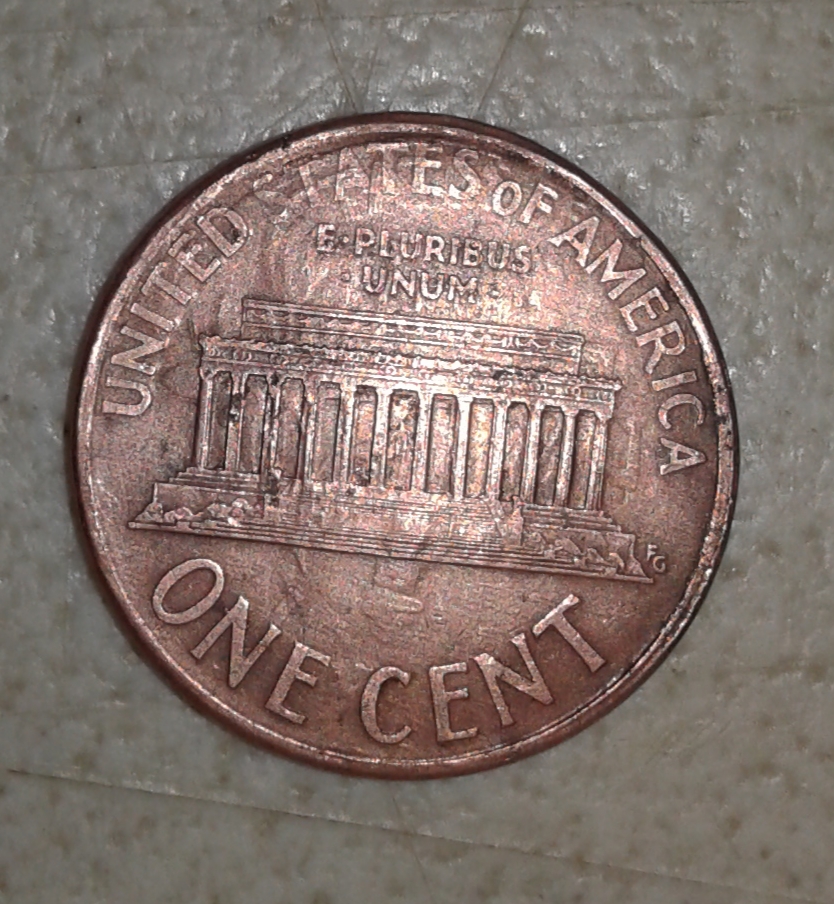 UNITED STATES OF AMERICA
E·PLURIBUS
·UNUM·
FG
ONE CENT